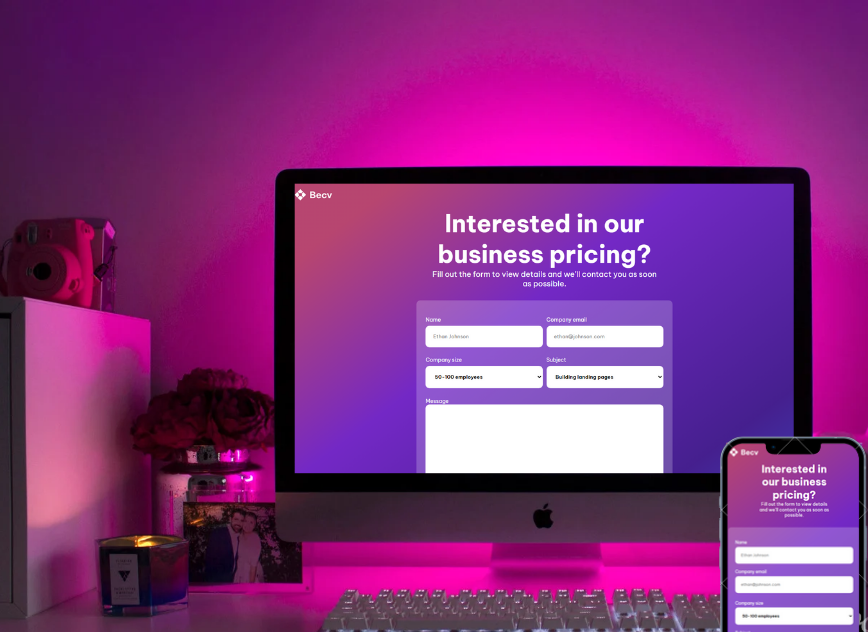 Becv
Interested in our
business pricing?
Fill out the form to view details and we'll contact you as soon
as possible.
Name
Company email
Ethan Johnson
ethan@johnson.com
Company size
Subject
50-100 employees
Building landing pages
Message
Becv
Interested in
our business
pricing?
Fill out the form to view details
and we'll contact you as soon as
possible.
Name
Ethan Johnson
Company email
ethan@johnson.com
Company size
50-100 employees